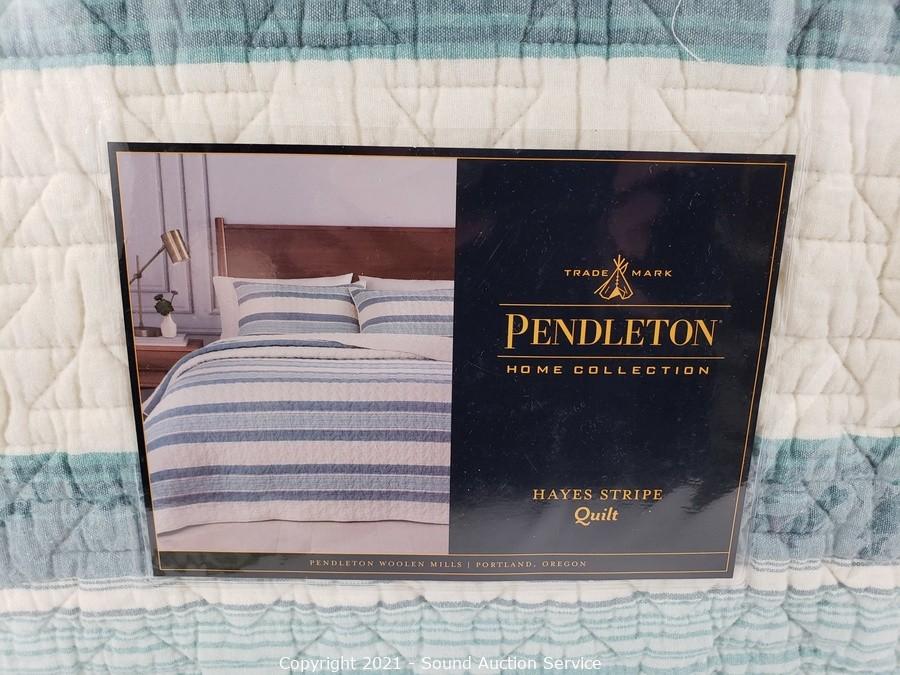 TRADE MARK
PENDLETON
HOME COLLECTION
HAYES STRIPE
Quilt
PENDLETON WOOLEN MILLS | PORTLAND, OREGON
Copyright 2021 - Sound Auction Service